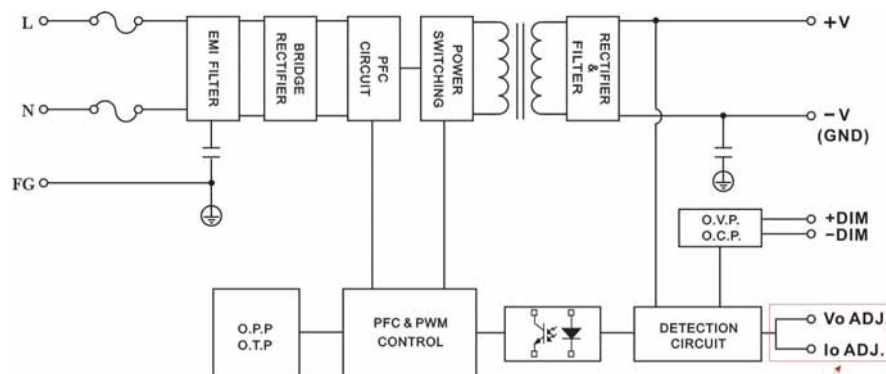 L
N
FG
EMI FILTER
BRIDGE
RECTIFIER
PFC
CIRCUIT
POWER
SWITCHING
RECTIFIER
&
FILTER
+V
−V
(GND)
O.V.P.
O.C.P.
+DIM
−DIM
O.P.P
O.T.P
PFC & PWM
CONTROL
DETECTION
CIRCUIT
Vo ADJ.
Io ADJ.